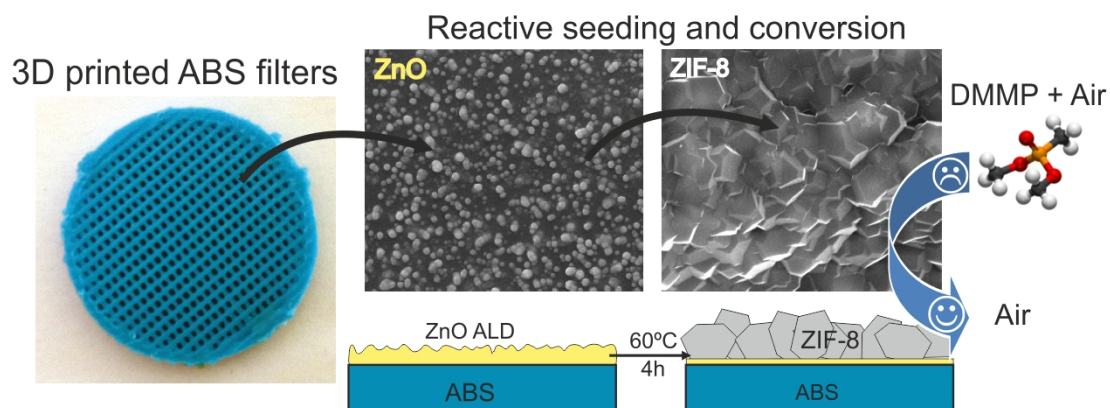 Reactive seeding and conversion
3D printed ABS filters
ZnO
ZIF-8
DMMP + Air
Air
ZnO ALD
60ºC
4h
ZIF-8
ABS
ABS